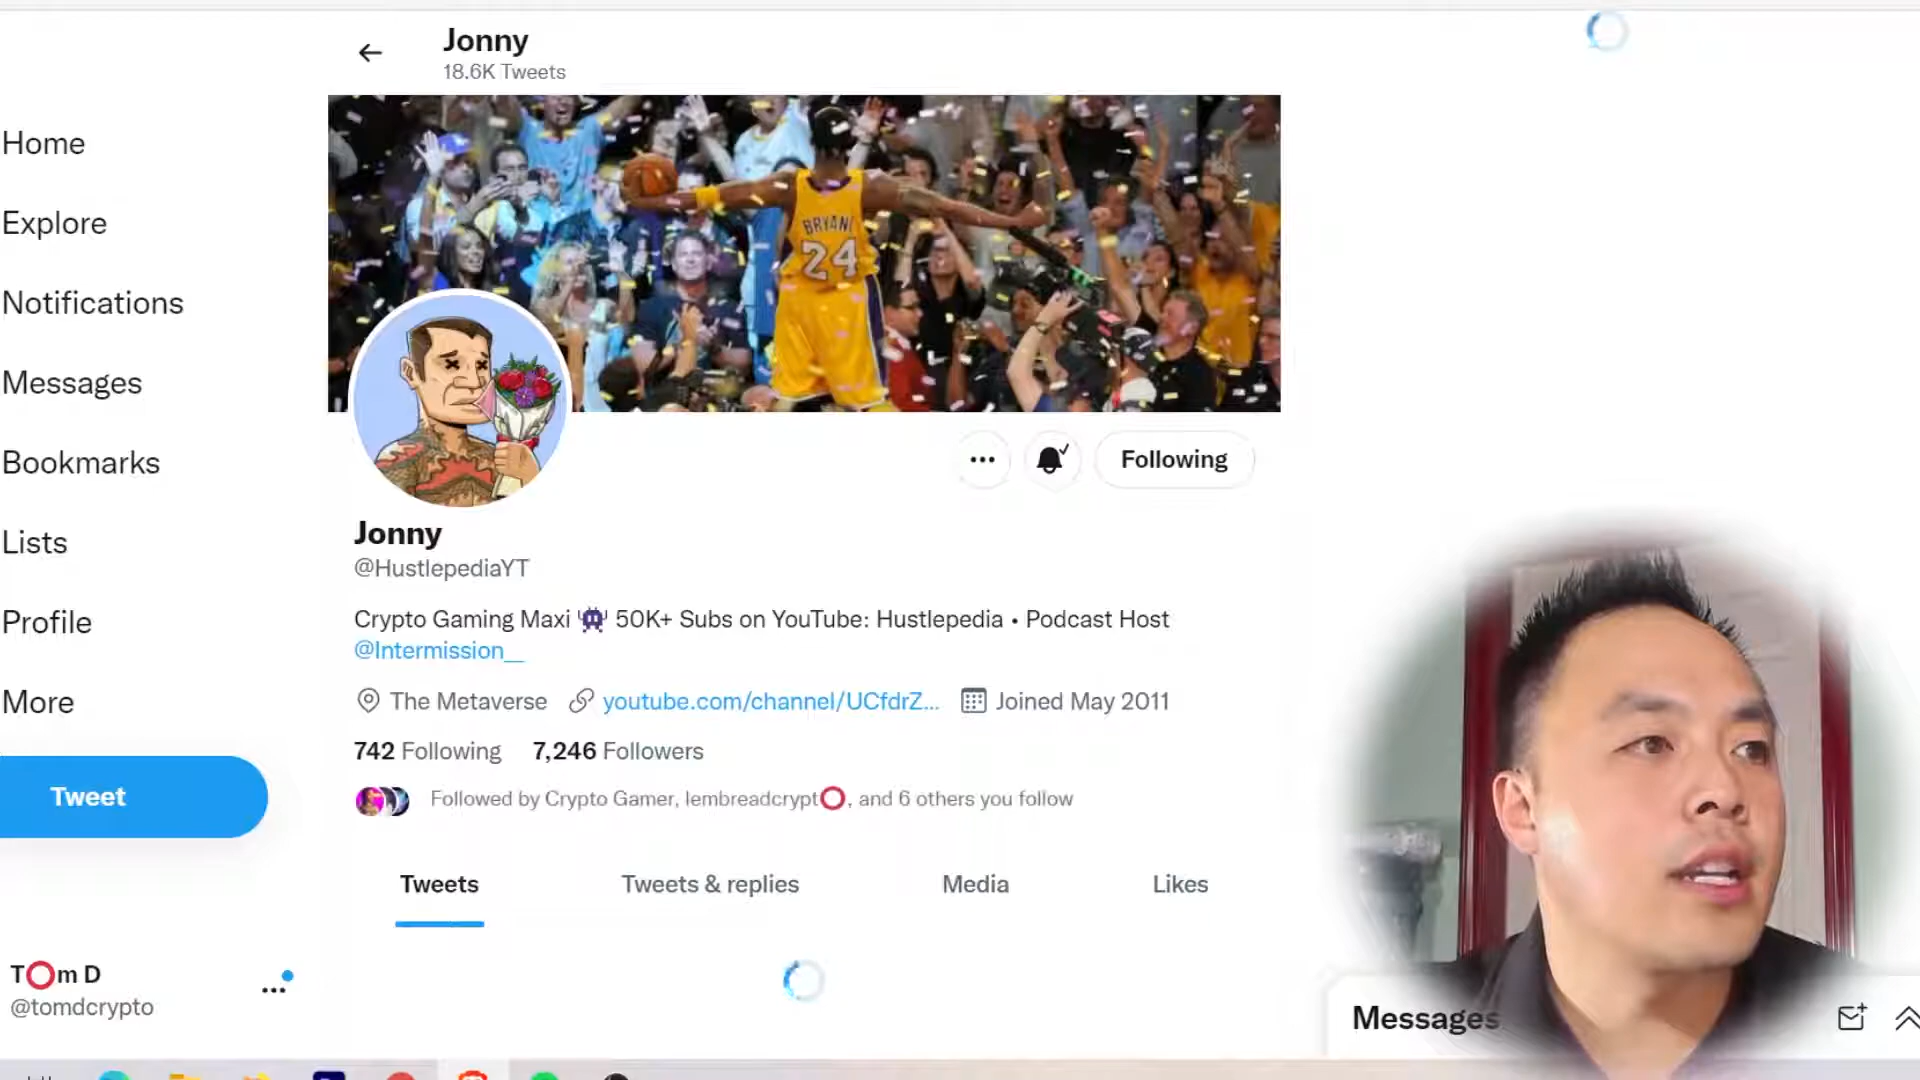 Jonny
18.6K Tweets
Home
Explore
Notifications
Messages
Bookmarks
Lists
Profile
More
Tweet
BRYANT
24
Following
Jonny
@HustlepediaYT
Crypto Gaming Maxi 👾 50K+ Subs on YouTube: Hustlepedia • Podcast Host
@Intermission__
The Metaverse youtube.com/channel/UCfdrZ... Joined May 2011
742 Following 7,246 Followers
Followed by Crypto Gamer, lembreadcrypt⭕, and 6 others you follow
Tweets Tweets & replies Media Likes
T⭕m D
@tomdcrypto
Messages